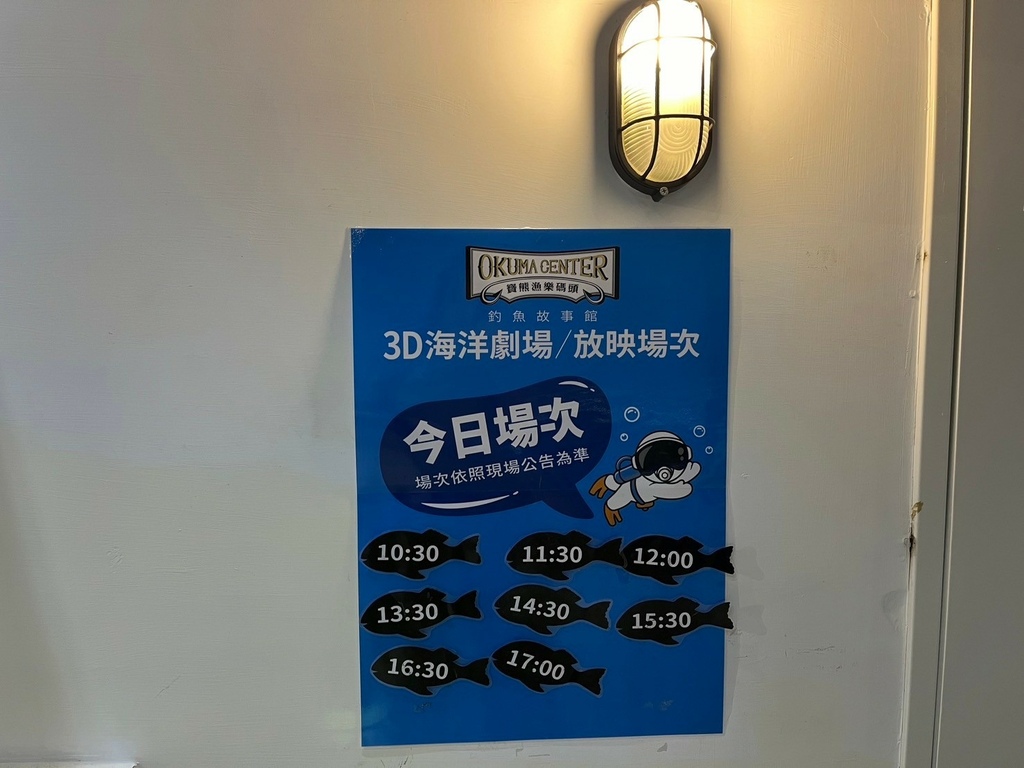 OKUMA CENTER
寶熊漁樂碼頭
釣魚故事館
3D海洋劇場/放映場次
今日場次
場次依照現場公告為準
10:30 11:30 12:00
13:30 14:30 15:30
16:30 17:00